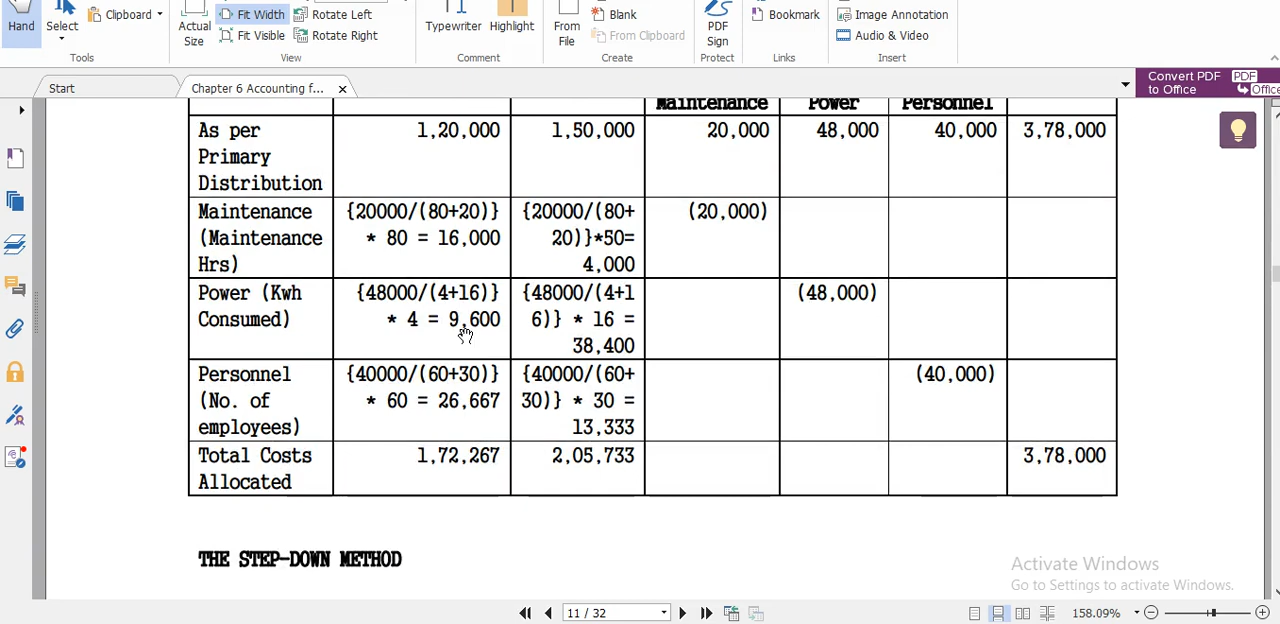 Hand
Select
Clipboard
Actual
Size
Fit Width
Fit Visible
Rotate Left
Rotate Right
Typewriter
Highlight
From
File
Blank
From Clipboard
PDF
Sign
Bookmark
Image Annotation
Audio & Video
Tools
View
Comment
Create
Protect
Links
Insert
Start
Chapter 6 Accounting f...
Convert PDF
to Office
PDF
Office
Maintenance Power Personnel
As per 1,20,000 1,50,000 20,000 48,000 40,000 3,78,000
Primary
Distribution
Maintenance {20000/(80+20)} {20000/(80+ (20,000)
(Maintenance * 80 = 16,000 20)}*50=
Hrs) 4,000
Power (Kwh {48000/(4+16)} {48000/(4+1 (48,000)
Consumed) * 4 = 9,600 6)} * 16 =
38,400
Personnel {40000/(60+30)} {40000/(60+ (40,000)
(No. of * 60 = 26,667 30)} * 30 =
employees) 13,333
Total Costs 1,72,267 2,05,733 3,78,000
Allocated
THE STEP-DOWN METHOD
Activate Windows
Go to Settings to activate Windows.
11 / 32
158.09%